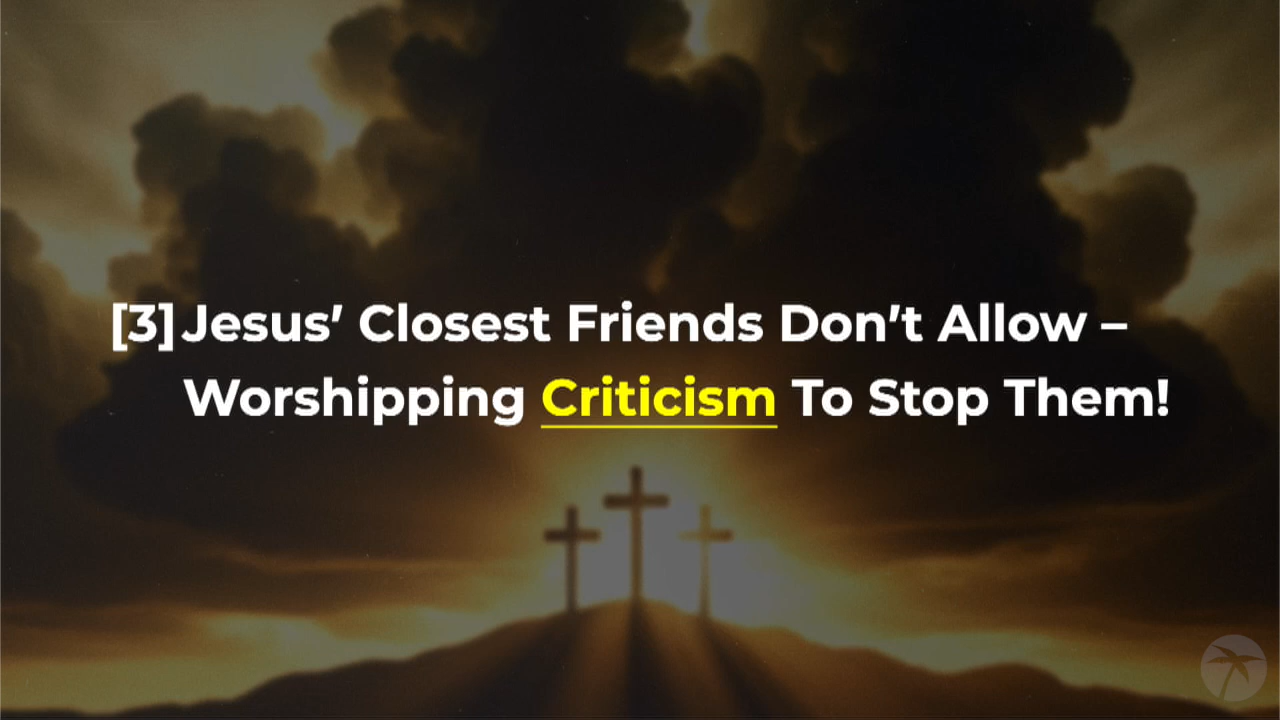 [3] Jesus’ Closest Friends Don’t Allow –
Worshipping Criticism To Stop Them!